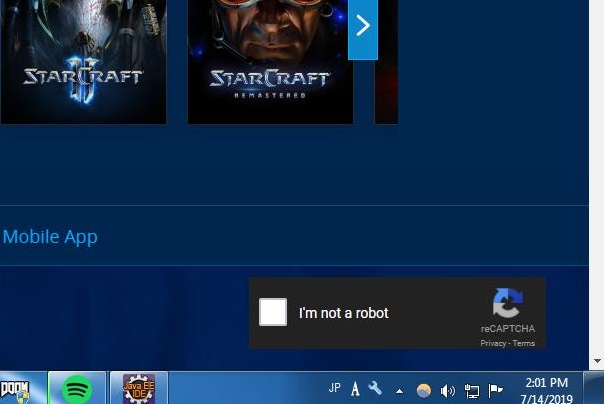 STARCRAFT
II
STARCRAFT
REMASTERED
Mobile App
I'm not a robot
reCAPTCHA
Privacy - Terms
DOOM
Java EE
IDE
JP A
2:01 PM
7/14/2019